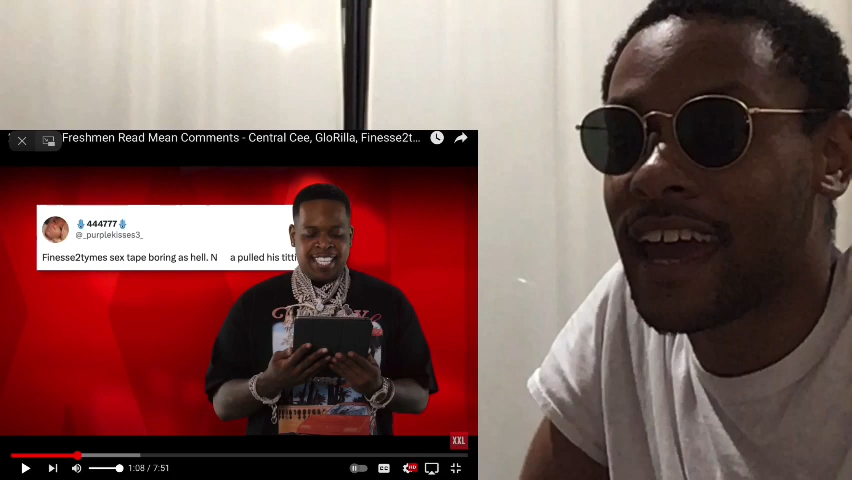 Freshmen Read Mean Comments - Central Cee, GloRilla, Finesse2t...
444777
@_purplekisses3_
Finesse2tymes sex tape boring as hell. N a pulled his titti
XXL
1:08 / 7:51
CC
HD